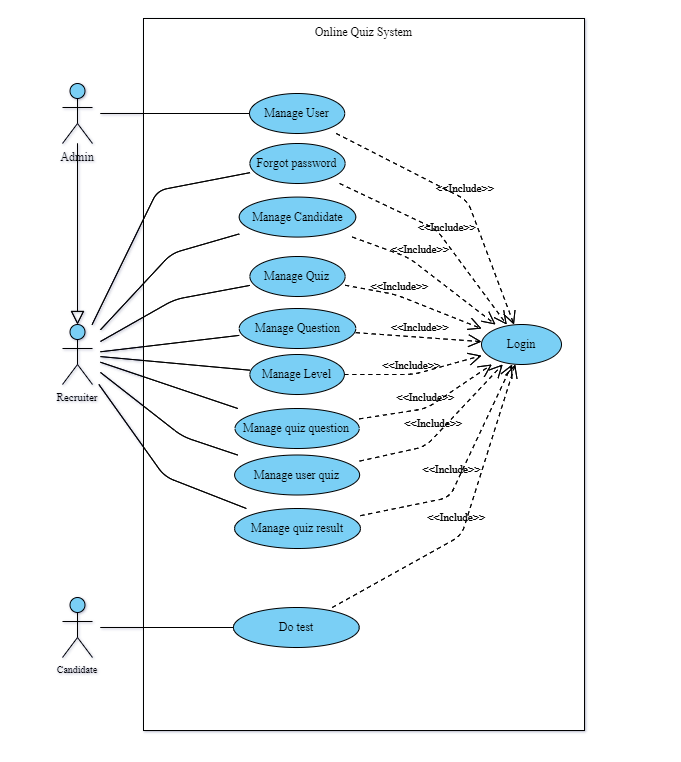 Online Quiz System
Admin
Manage User
Forgot password
<<Include>>
Manage Candidate
<<Include>>
<<Include>>
Manage Quiz
<<Include>>
Recruiter
Manage Question
<<Include>>
Login
Manage Level
<<Include>>
<<Include>>
Manage quiz question
<<Include>>
Manage user quiz
<<Include>>
Manage quiz result
<<Include>>
Candidate
Do test